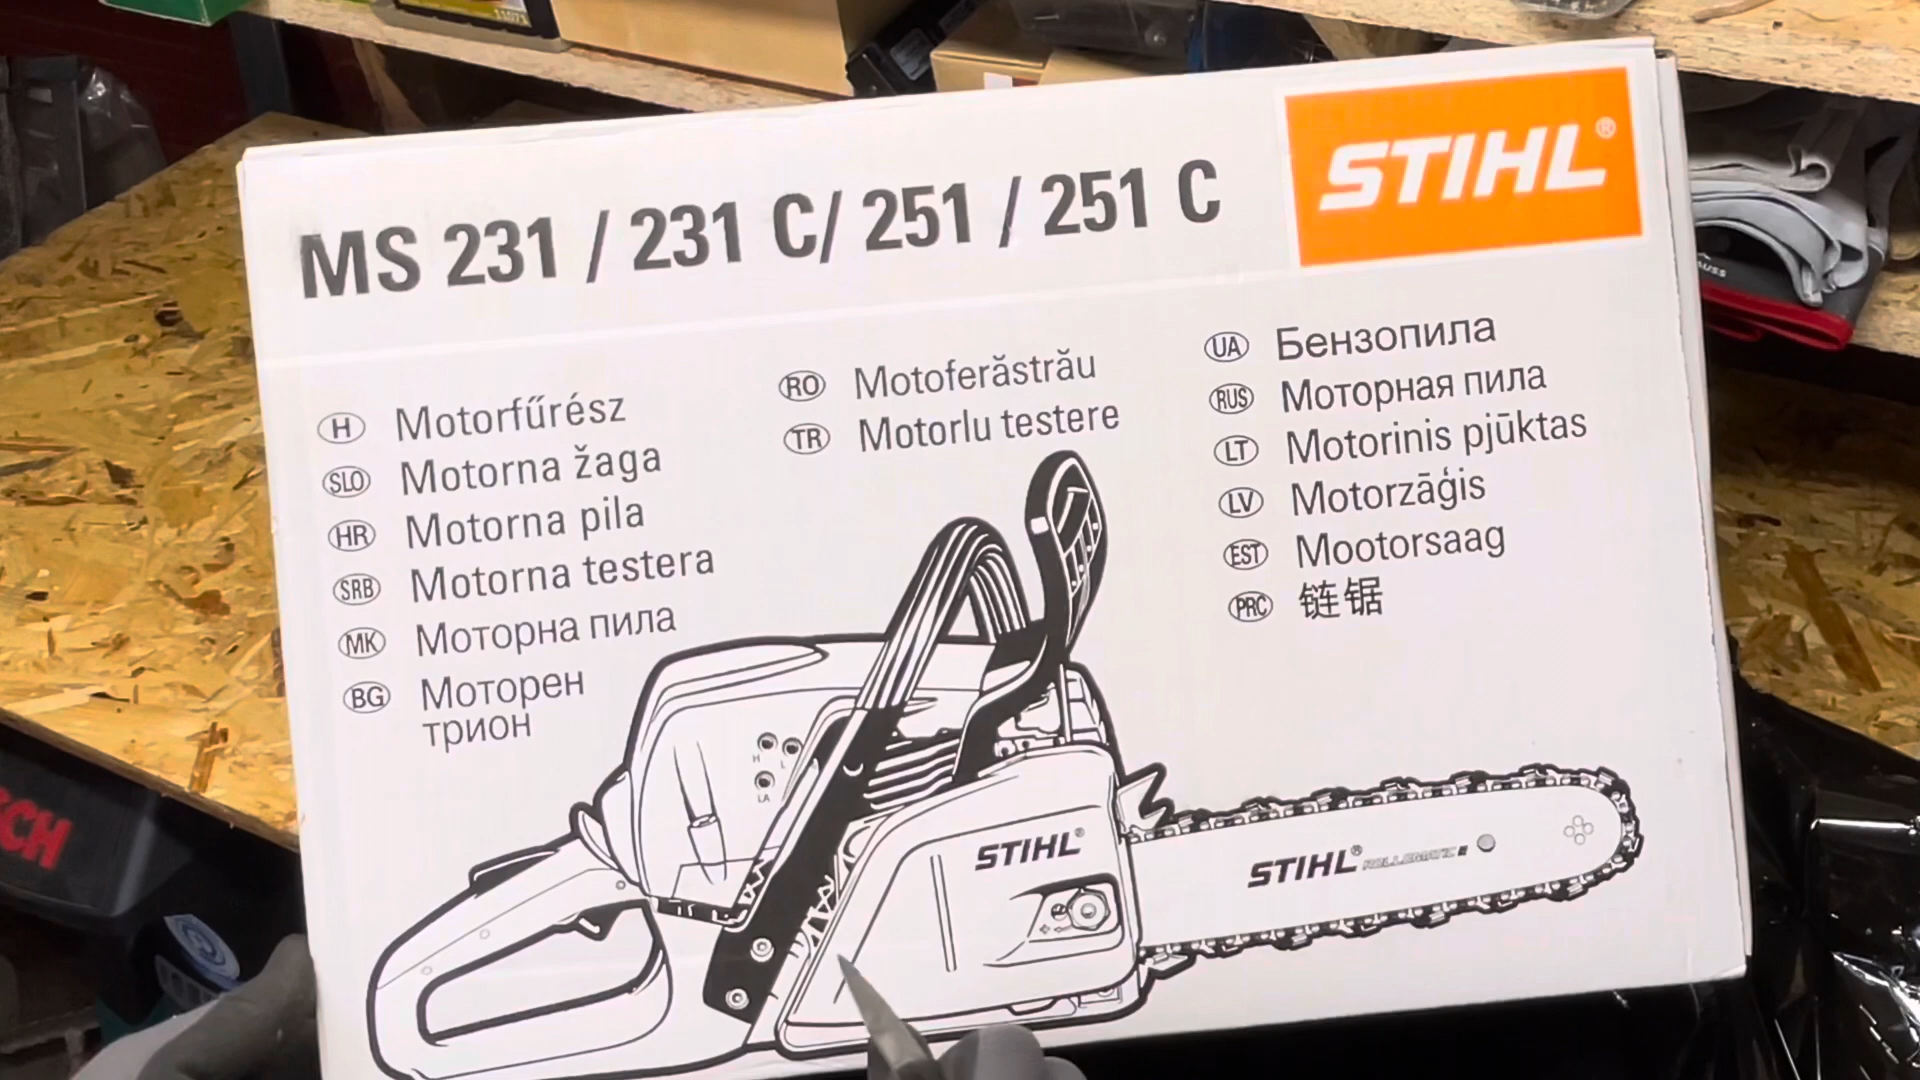 MS 231 / 231 C/ 251 / 251 C
STIHL®
H Motorfűrész
SLO Motorna žaga
HR Motorna pila
SRB Motorna testera
MK Моторна пила
BG Моторен
трион
RO Motoferăstrău
TR Motorlu testere
UA Бензопила
RUS Моторная пила
LT Motorinis pjūktas
LV Motorzāģis
EST Mootorsaag
PRC 链锯
H L
LA
STIHL®
STIHL® ROLLOMATIC E